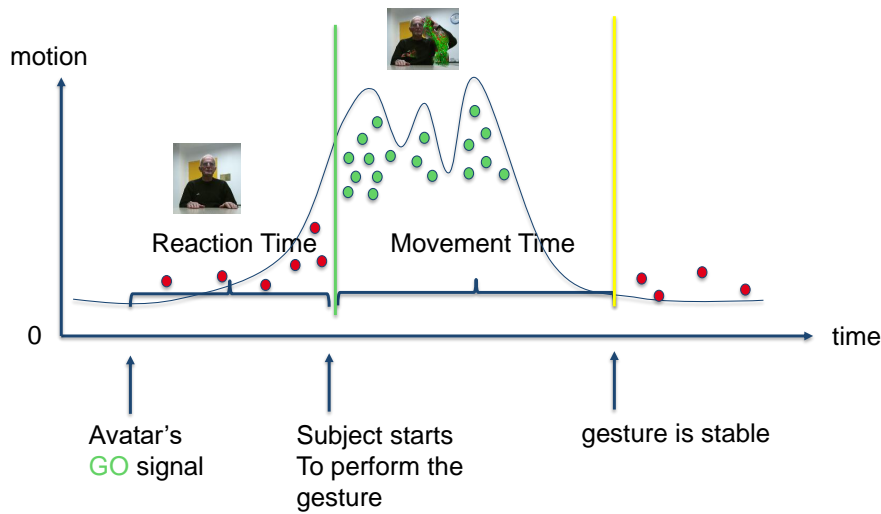 motion
Reaction Time
Movement Time
0
time
Avatar's
GO signal
Subject starts
To perform the
gesture
gesture is stable